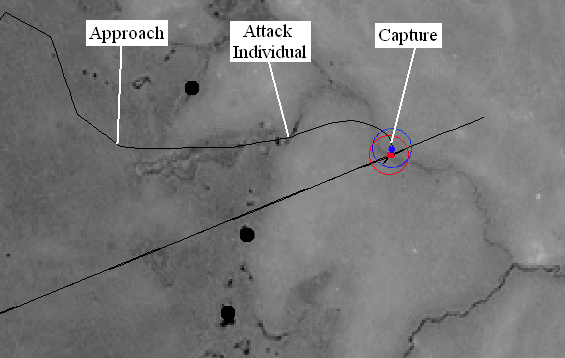 Approach
Attack
Individual
Capture